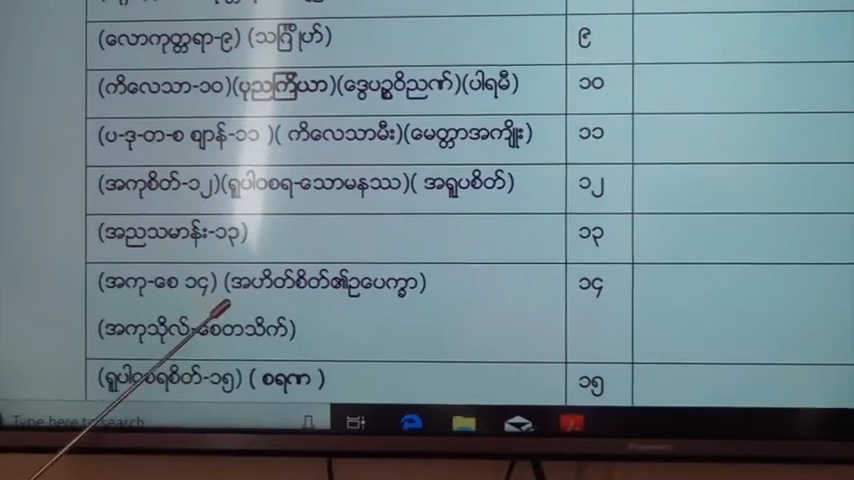 (လောကုတ္တရာ-၉) (သင်္ဂြိုဟ်) ၉
(ကိလေသာ-၁၀)(ပုညကြိယာ)(ဒွေပဉ္စဝိညဏ်)(ပါရမီ) ၁၀
(ပ-ဒု-တ-စ ဈာန်-၁၁ )( ကိလေသာမီး)(မေတ္တာအကျိုး) ၁၁
(အကုစိတ်-၁၂)(ရူပါဝစရ-သောမနဿ)( အရူပစိတ်) ၁၂
(အညသမာန်း-၁၃) ၁၃
(အကု-စေ ၁၄) (အဟိတ်စိတ်၏ဥပေက္ခာ) ၁၄
(အကုသိုလ်-စေတသိက်)
(ရူပါဝစရစိတ်-၁၅) ( စရဏ ) ၁၅
Type here to search
Panasonic